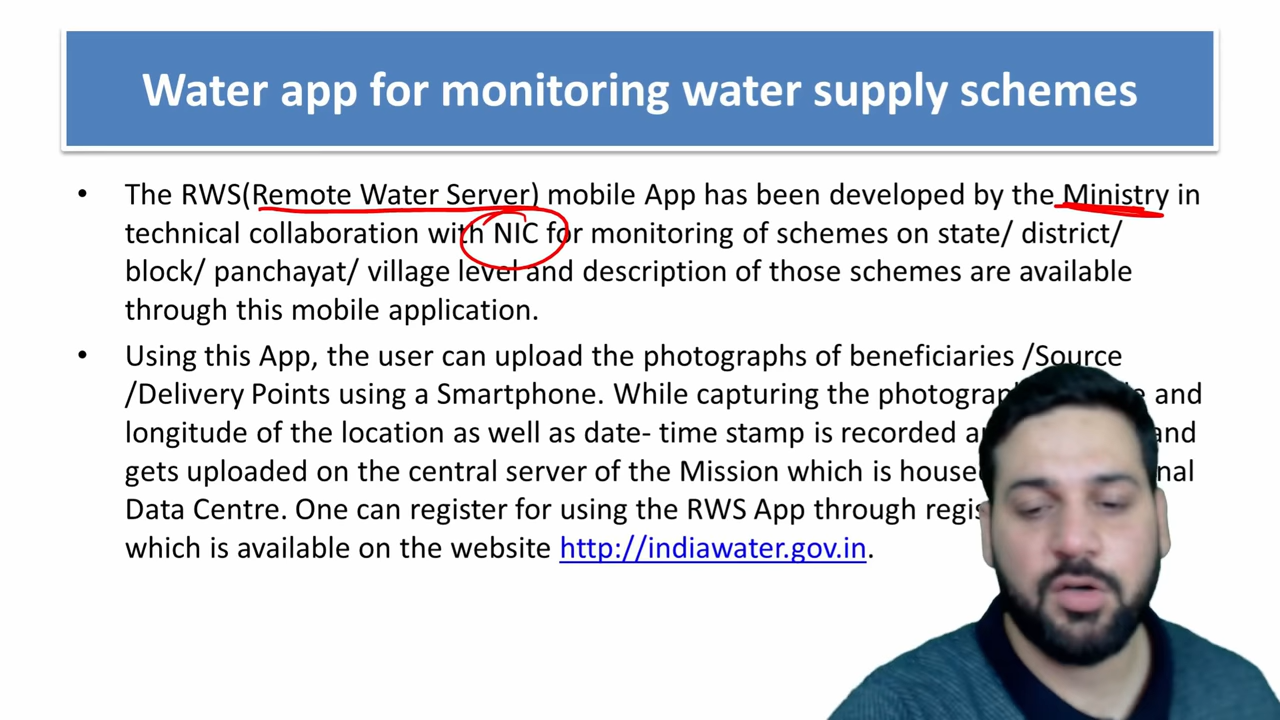 Water app for monitoring water supply schemes
• The RWS(Remote Water Server) mobile App has been developed by the Ministry in
technical collaboration with NIC for monitoring of schemes on state/ district/
block/ panchayat/ village level and description of those schemes are available
through this mobile application.
• Using this App, the user can upload the photographs of beneficiaries /Source
/Delivery Points using a Smartphone. While capturing the and
longitude of the location as well as date- time stamp is recorded and
gets uploaded on the central server of the Mission which is
Data Centre. One can register for using the RWS App through
which is available on the website http://indiawater.gov.in.